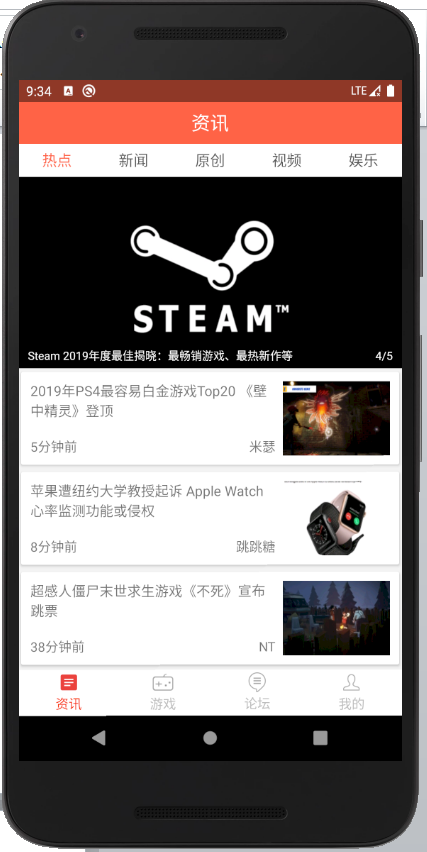 9:34
LTE
资讯
热点 新闻 原创 视频 娱乐
STEAM™
Steam 2019年度最佳揭晓：最畅销游戏、最热新作等 4/5
2019年PS4最容易白金游戏Top20 《壁
中精灵》登顶
5分钟前 米瑟
苹果遭纽约大学教授起诉 Apple Watch
心率监测功能或侵权
8分钟前 跳跳糖
超感人僵尸末世求生游戏《不死》宣布
跳票
38分钟前 NT
资讯 游戏 论坛 我的